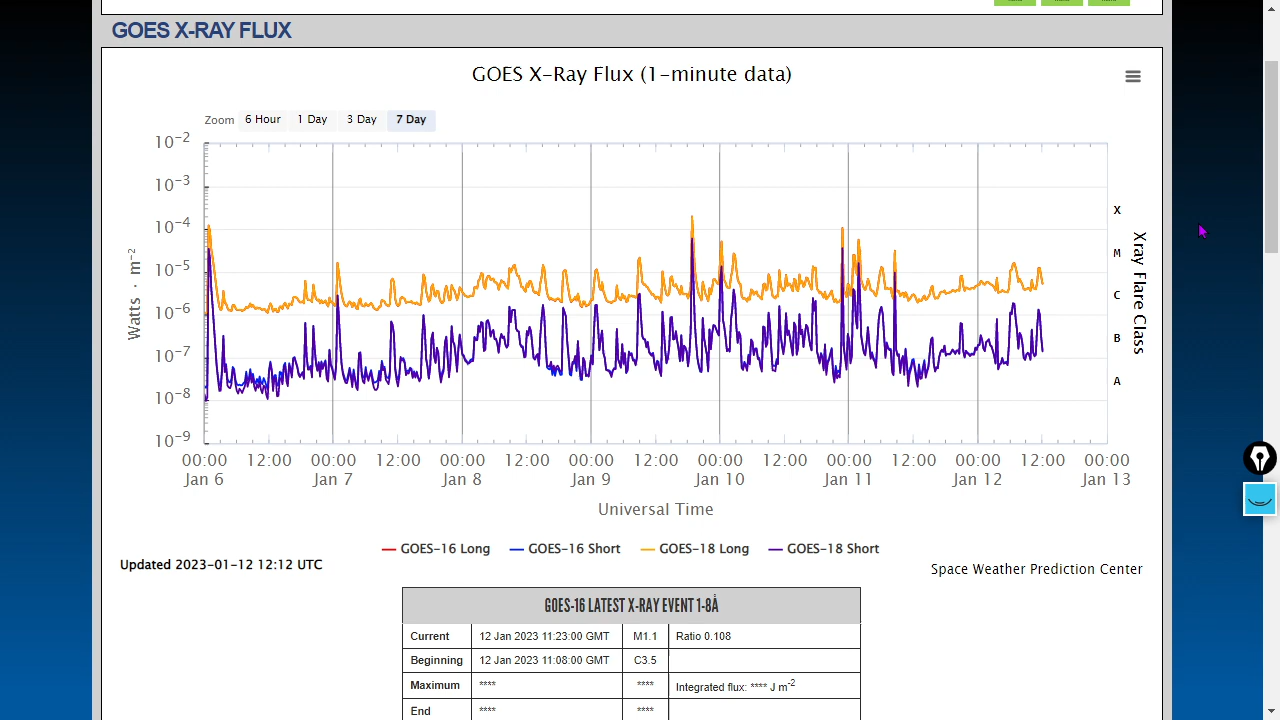 GOES X-RAY FLUX
GOES X-Ray Flux (1-minute data)
Zoom 6 Hour 1 Day 3 Day 7 Day
10-2
10-3
10-4
10-5
10-6
10-7
10-8
10-9
Watts · m-2
X
M
C
B
A
Xray Flare Class
00:00 12:00 00:00 12:00 00:00 12:00 00:00 12:00 00:00 12:00 00:00 12:00 00:00 12:00 00:00
Jan 6 Jan 7 Jan 8 Jan 9 Jan 10 Jan 11 Jan 12 Jan 13
Universal Time
GOES-16 Long GOES-16 Short GOES-18 Long GOES-18 Short
Updated 2023-01-12 12:12 UTC
Space Weather Prediction Center
GOES-16 LATEST X-RAY EVENT 1-8Å
Current 12 Jan 2023 11:23:00 GMT M1.1 Ratio 0.108
Beginning 12 Jan 2023 11:08:00 GMT C3.5
Maximum **** **** Integrated flux: **** J m-2
End **** ****